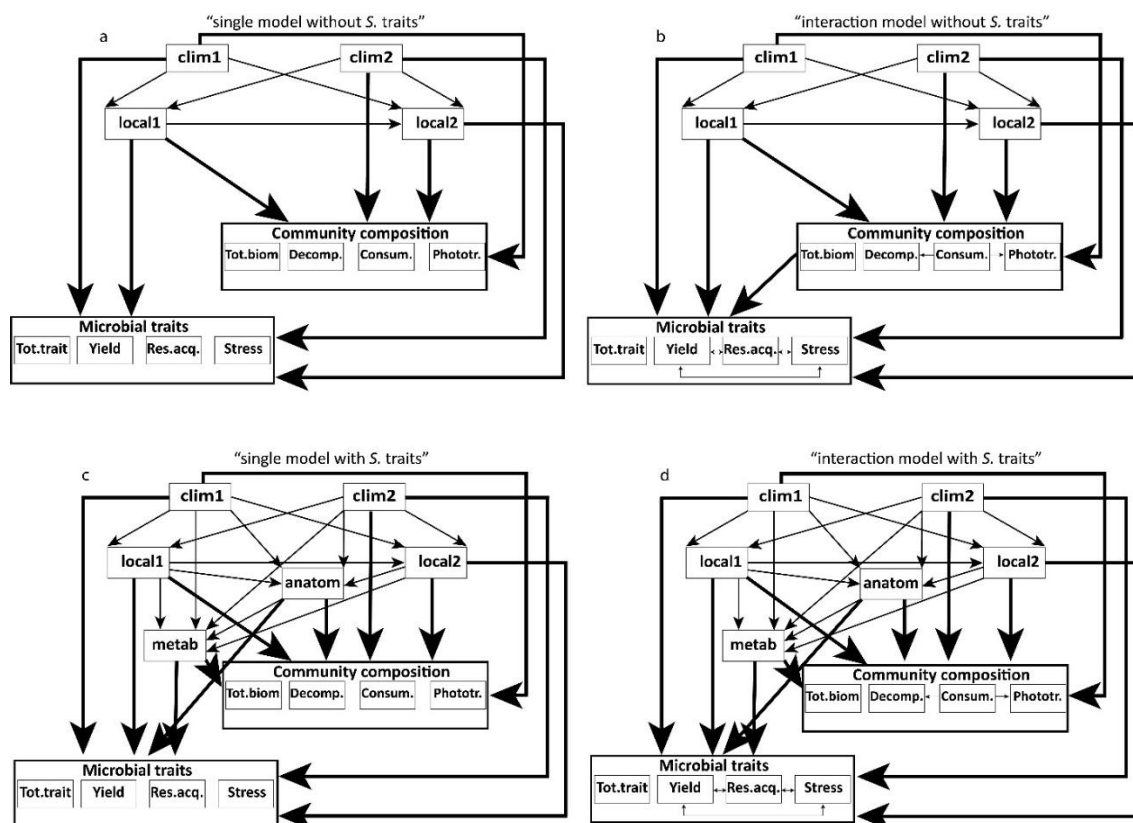 “single model without S. traits”
a
clim1
clim2
local1
local2
Community composition
Tot.biom Decomp. Consum. Phototr.
Microbial traits
Tot.trait Yield Res.acq. Stress
“interaction model without S. traits”
b
clim1
clim2
local1
local2
Community composition
Tot.biom Decomp. Consum. Phototr.
Microbial traits
Tot.trait Yield Res.acq. Stress
“single model with S. traits”
c
clim1
clim2
local1
local2
anatom
metab
Community composition
Tot.biom Decomp. Consum. Phototr.
Microbial traits
Tot.trait Yield Res.acq. Stress
“interaction model with S. traits”
d
clim1
clim2
local1
local2
anatom
metab
Community composition
Tot.biom Decomp. Consum. Phototr.
Microbial traits
Tot.trait Yield Res.acq. Stress